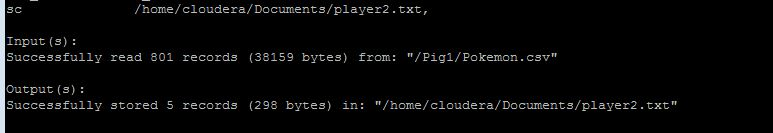 sc /home/cloudera/Documents/player2.txt,
Input(s):
Successfully read 801 records (38159 bytes) from: "/Pig1/Pokemon.csv"
Output(s):
Successfully stored 5 records (298 bytes) in: "/home/cloudera/Documents/player2.txt"